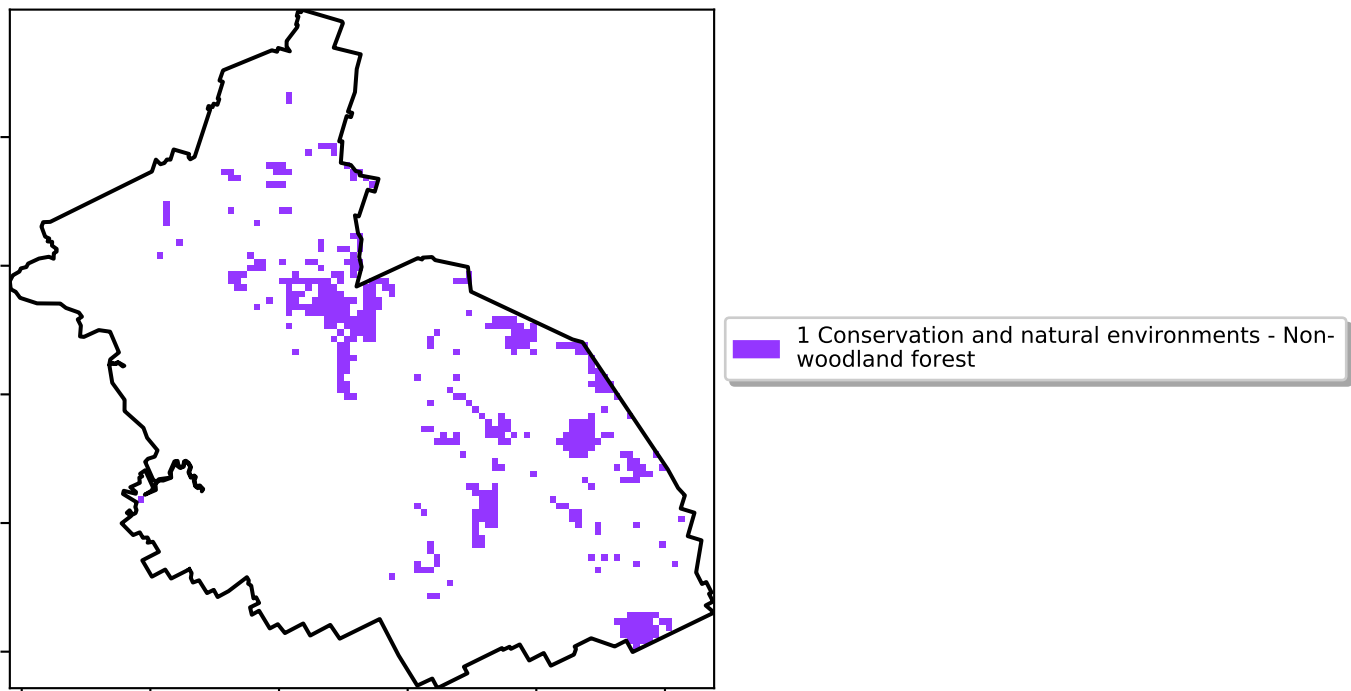 1 Conservation and natural environments - Non-
woodland forest